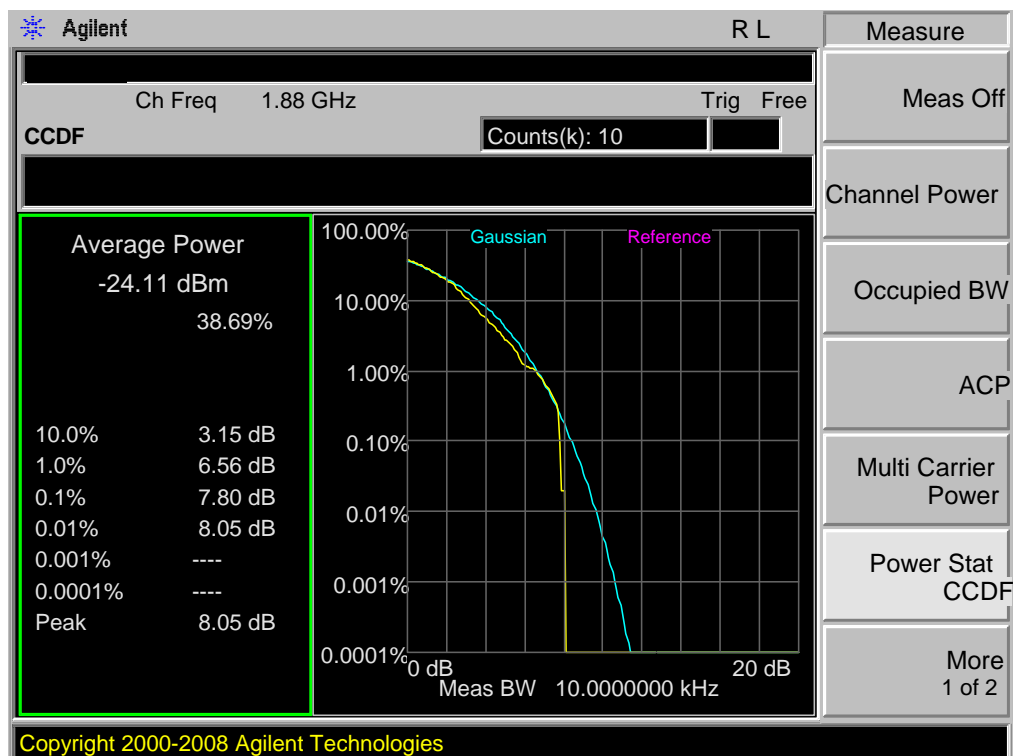 Agilent
R L
Measure
Ch Freq 1.88 GHz
Trig Free
CCDF
Counts(k): 10
Average Power
-24.11 dBm
38.69%
10.0% 3.15 dB
1.0% 6.56 dB
0.1% 7.80 dB
0.01% 8.05 dB
0.001% ----
0.0001% ----
Peak 8.05 dB
Gaussian
Reference
100.00%
10.00%
1.00%
0.10%
0.01%
0.001%
0.0001%
0 dB
20 dB
Meas BW 10.0000000 kHz
Meas Off
Channel Power
Occupied BW
ACP
Multi Carrier
Power
Power Stat
CCDF
More
1 of 2
Copyright 2000-2008 Agilent Technologies